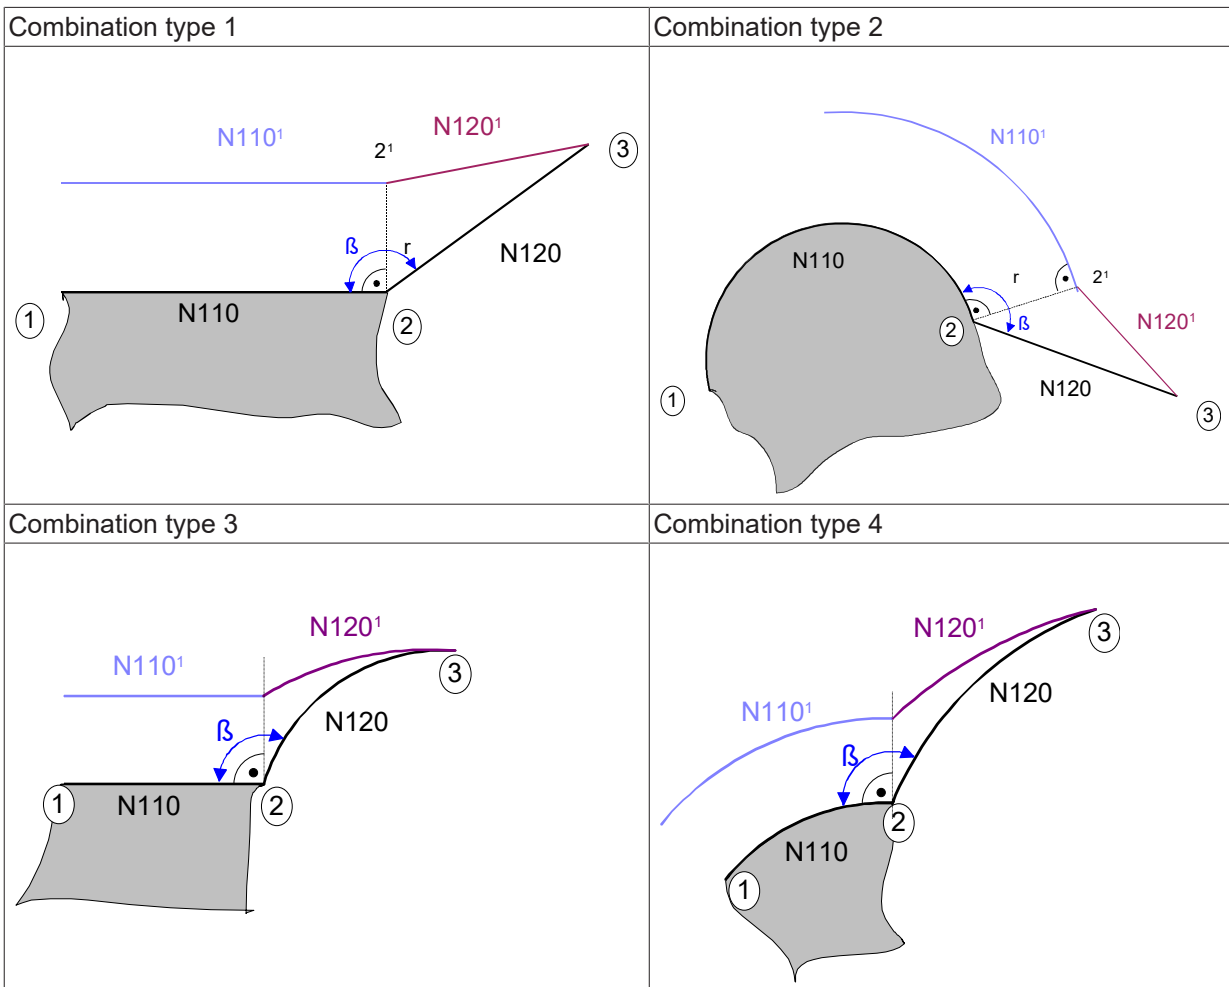 Combination type 1
N110¹
N120¹
2¹
3
ß
r
N120
1
N110
2
Combination type 2
N110¹
N110
r
2¹
2
ß
N120¹
N120
1
3
Combination type 3
N120¹
N110¹
3
ß
N120
1
N110
2
Combination type 4
N120¹
3
N110¹
N120
ß
2
N110
1